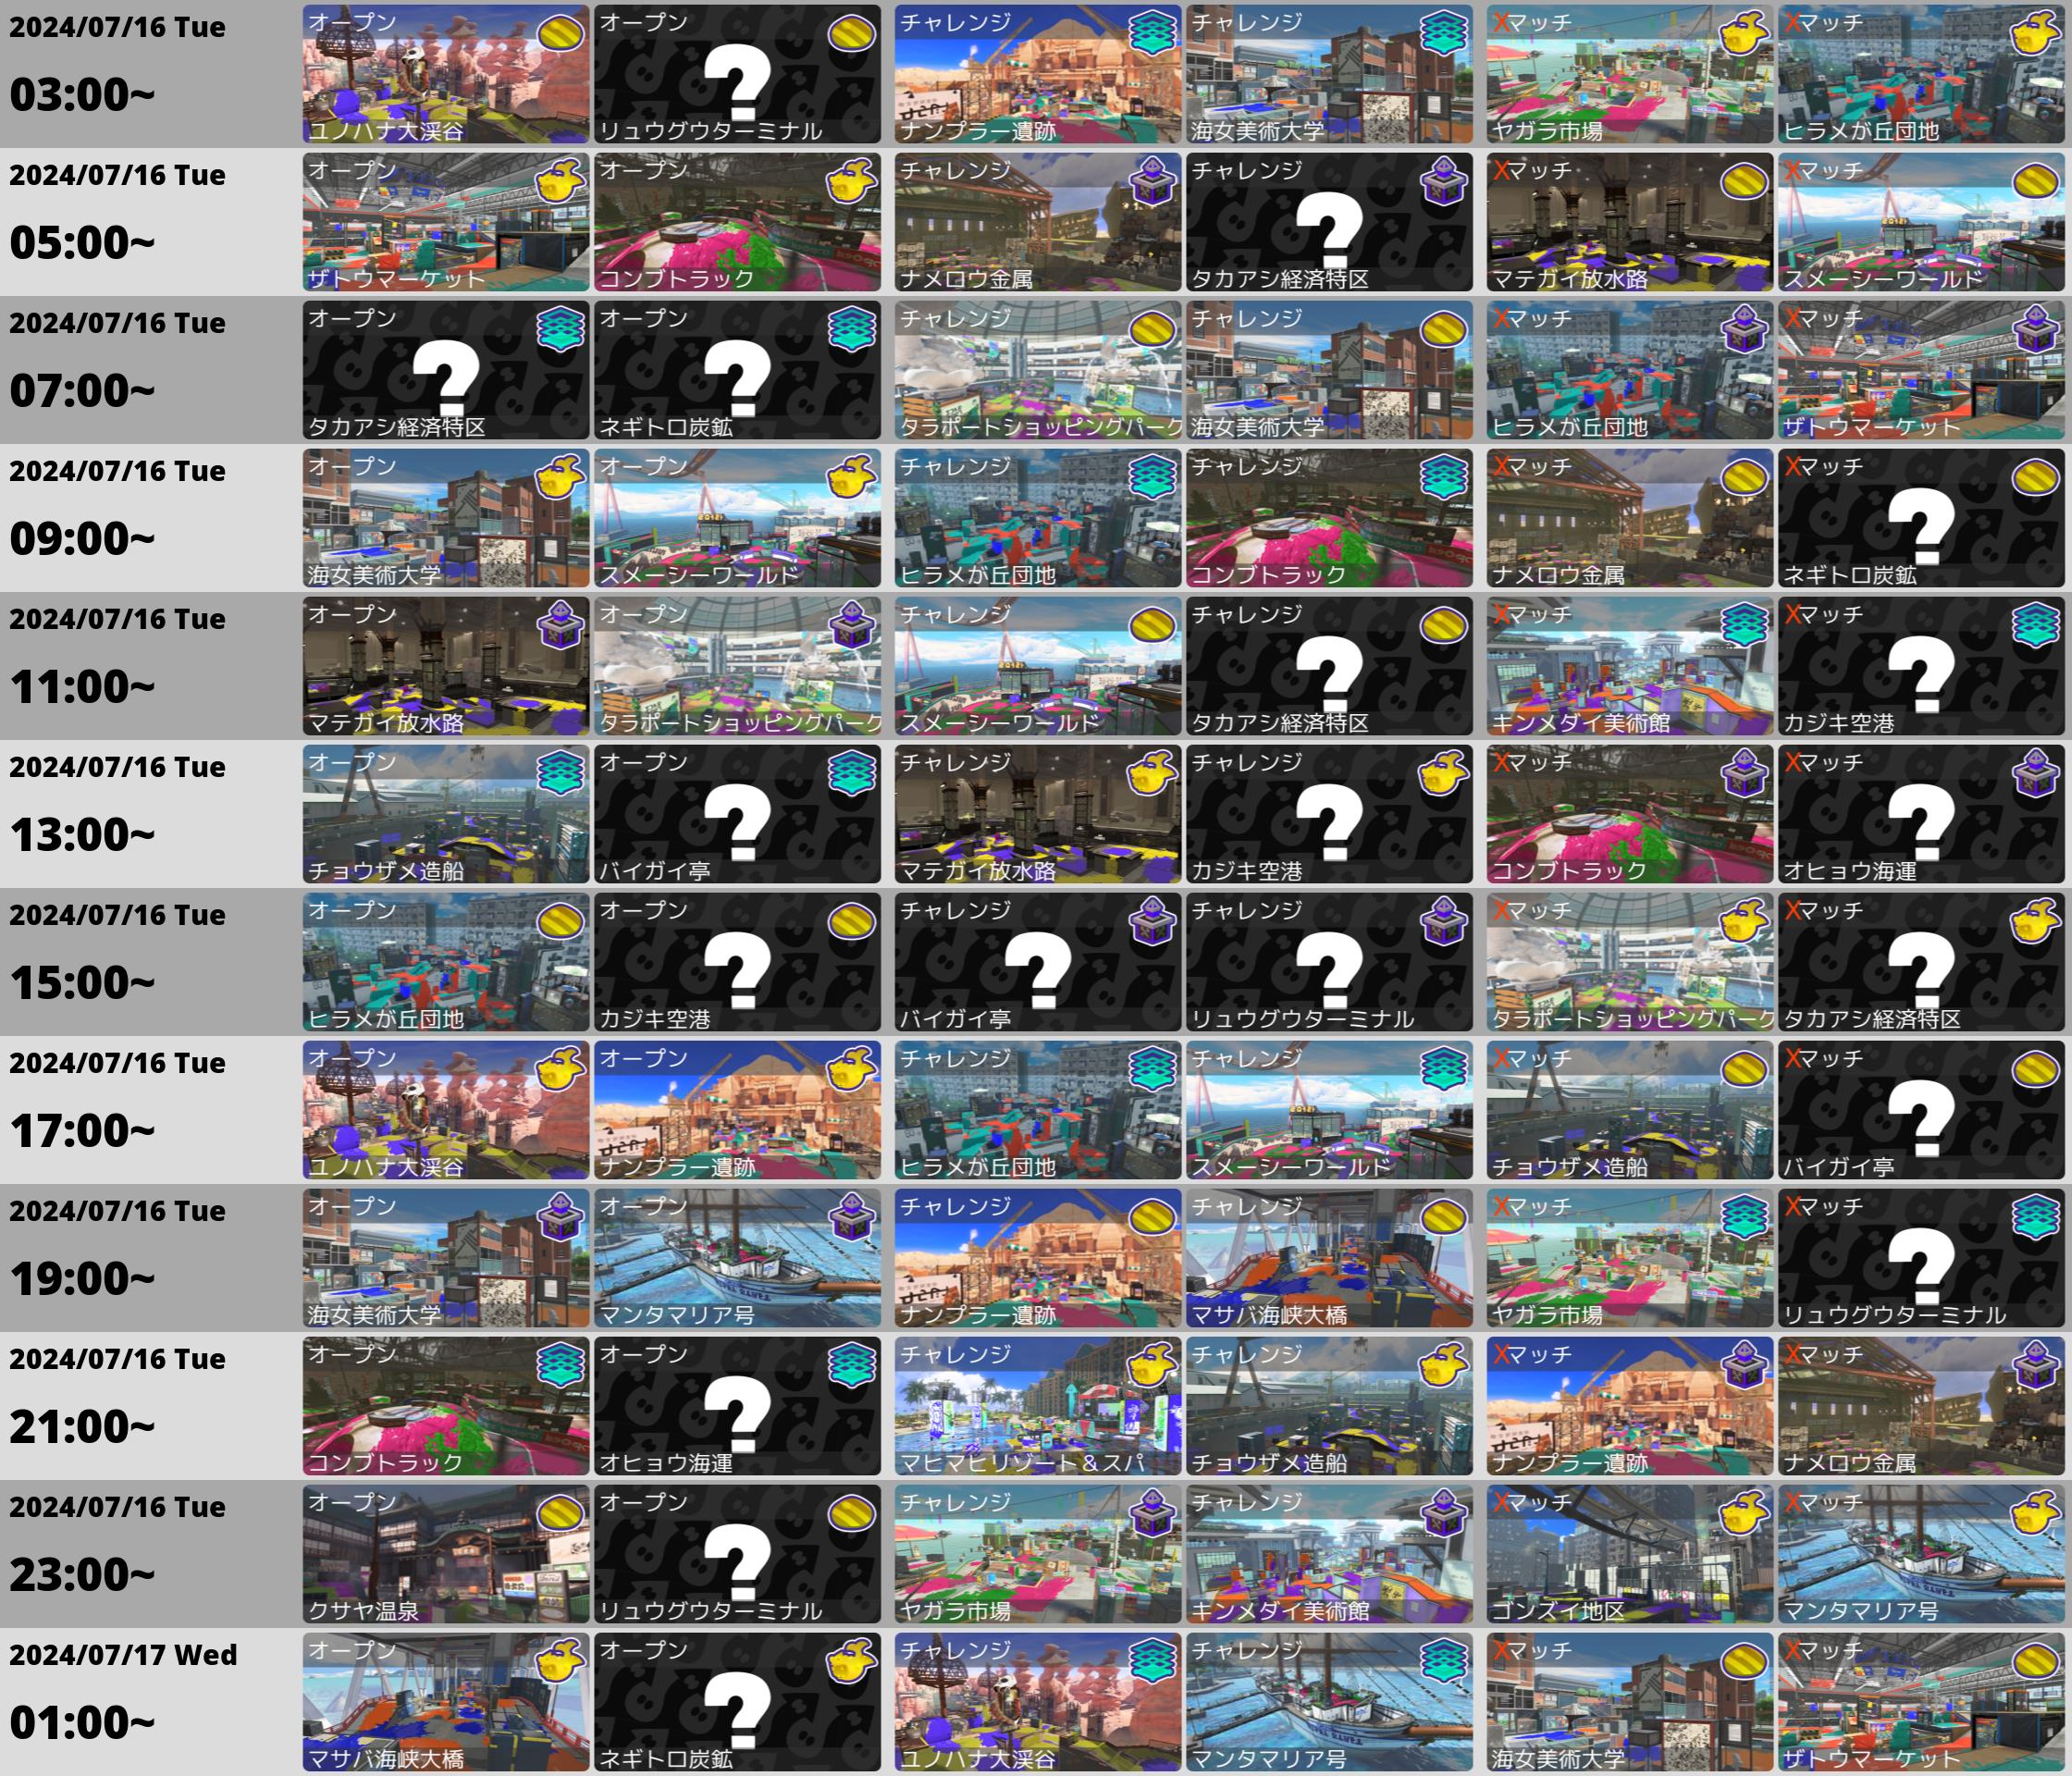 2024/07/16 Tue
03:00~
オープン
ユノハナ大渓谷
オープン
リュウグウターミナル
チャレンジ
ナンプラー遺跡
チャレンジ
海女美術大学
Xマッチ
ヤガラ市場
Xマッチ
ヒラメが丘団地
2024/07/16 Tue
05:00~
オープン
ザトウマーケット
オープン
コンブトラック
チャレンジ
ナメロウ金属
チャレンジ
タカアシ経済特区
Xマッチ
マテガイ放水路
Xマッチ
スメーシーワールド
2024/07/16 Tue
07:00~
オープン
タカアシ経済特区
オープン
ネギトロ炭鉱
チャレンジ
タラポートショッピングパーク
チャレンジ
海女美術大学
Xマッチ
ヒラメが丘団地
Xマッチ
ザトウマーケット
2024/07/16 Tue
09:00~
オープン
海女美術大学
オープン
スメーシーワールド
チャレンジ
ヒラメが丘団地
チャレンジ
コンブトラック
Xマッチ
ナメロウ金属
Xマッチ
ネギトロ炭鉱
2024/07/16 Tue
11:00~
オープン
マテガイ放水路
オープン
タラポートショッピングパーク
チャレンジ
スメーシーワールド
チャレンジ
タカアシ経済特区
Xマッチ
キンメダイ美術館
Xマッチ
カジキ空港
2024/07/16 Tue
13:00~
オープン
チョウザメ造船
オープン
バイガイ亭
チャレンジ
マテガイ放水路
チャレンジ
カジキ空港
Xマッチ
コンブトラック
Xマッチ
オヒョウ海運
2024/07/16 Tue
15:00~
オープン
ヒラメが丘団地
オープン
カジキ空港
チャレンジ
バイガイ亭
チャレンジ
リュウグウターミナル
Xマッチ
タラポートショッピングパーク
Xマッチ
タカアシ経済特区
2024/07/16 Tue
17:00~
オープン
ユノハナ大渓谷
オープン
ナンプラー遺跡
チャレンジ
ヒラメが丘団地
チャレンジ
スメーシーワールド
Xマッチ
チョウザメ造船
Xマッチ
バイガイ亭
2024/07/16 Tue
19:00~
オープン
海女美術大学
オープン
マンタマリア号
チャレンジ
ナンプラー遺跡
チャレンジ
マサバ海峡大橋
Xマッチ
ヤガラ市場
Xマッチ
リュウグウターミナル
2024/07/16 Tue
21:00~
オープン
コンブトラック
オープン
オヒョウ海運
チャレンジ
マヒマヒリゾート＆スパ
チャレンジ
チョウザメ造船
Xマッチ
ナンプラー遺跡
Xマッチ
ナメロウ金属
2024/07/16 Tue
23:00~
オープン
クサヤ温泉
オープン
リュウグウターミナル
チャレンジ
ヤガラ市場
チャレンジ
キンメダイ美術館
Xマッチ
ゴンズイ地区
Xマッチ
マンタマリア号
2024/07/17 Wed
01:00~
オープン
マサバ海峡大橋
オープン
ネギトロ炭鉱
チャレンジ
ユノハナ大渓谷
チャレンジ
マンタマリア号
Xマッチ
海女美術大学
Xマッチ
ザトウマーケット